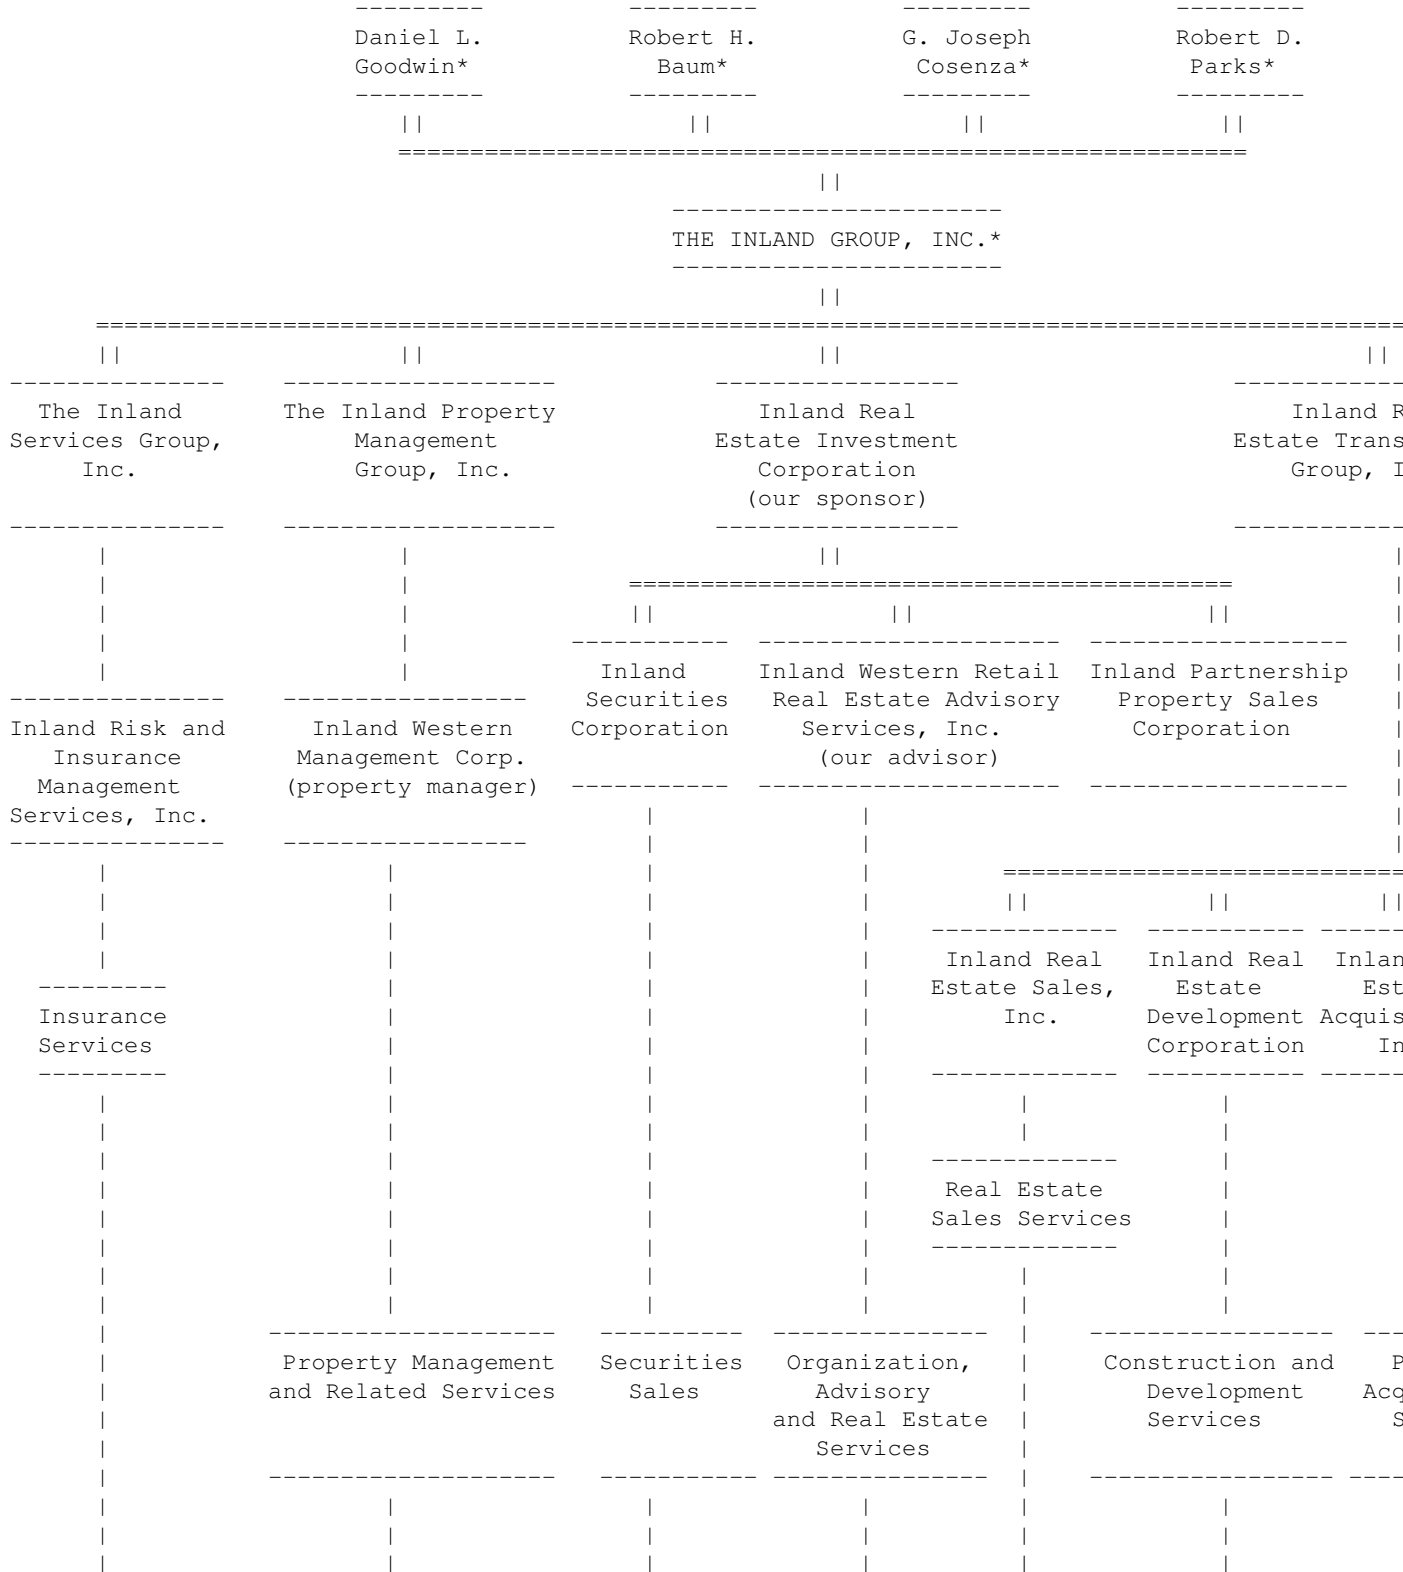 Daniel L. Robert H. G. Joseph Robert D.
Goodwin* Baum* Cosenza* Parks*
THE INLAND GROUP, INC.*
The Inland The Inland Property Inland Real Inland
Services Group, Management Estate Investment Estate
Inc. Group, Inc. Corporation Group,
(our sponsor)
Inland Inland Western Retail Inland Partnership
Securities Real Estate Advisory Property Sales
Inland Risk and Inland Western Corporation Services, Inc. Corporation
Insurance Management Corp. (our advisor)
Management (property manager)
Services, Inc.
Inland Real Inland Real
Estate Sales, Estate
Insurance Inc. Development
Services Corporation
Real Estate
Sales Services
Property Management Securities Organization, Construction and
and Related Services Sales Advisory Development
and Real Estate Services
Services